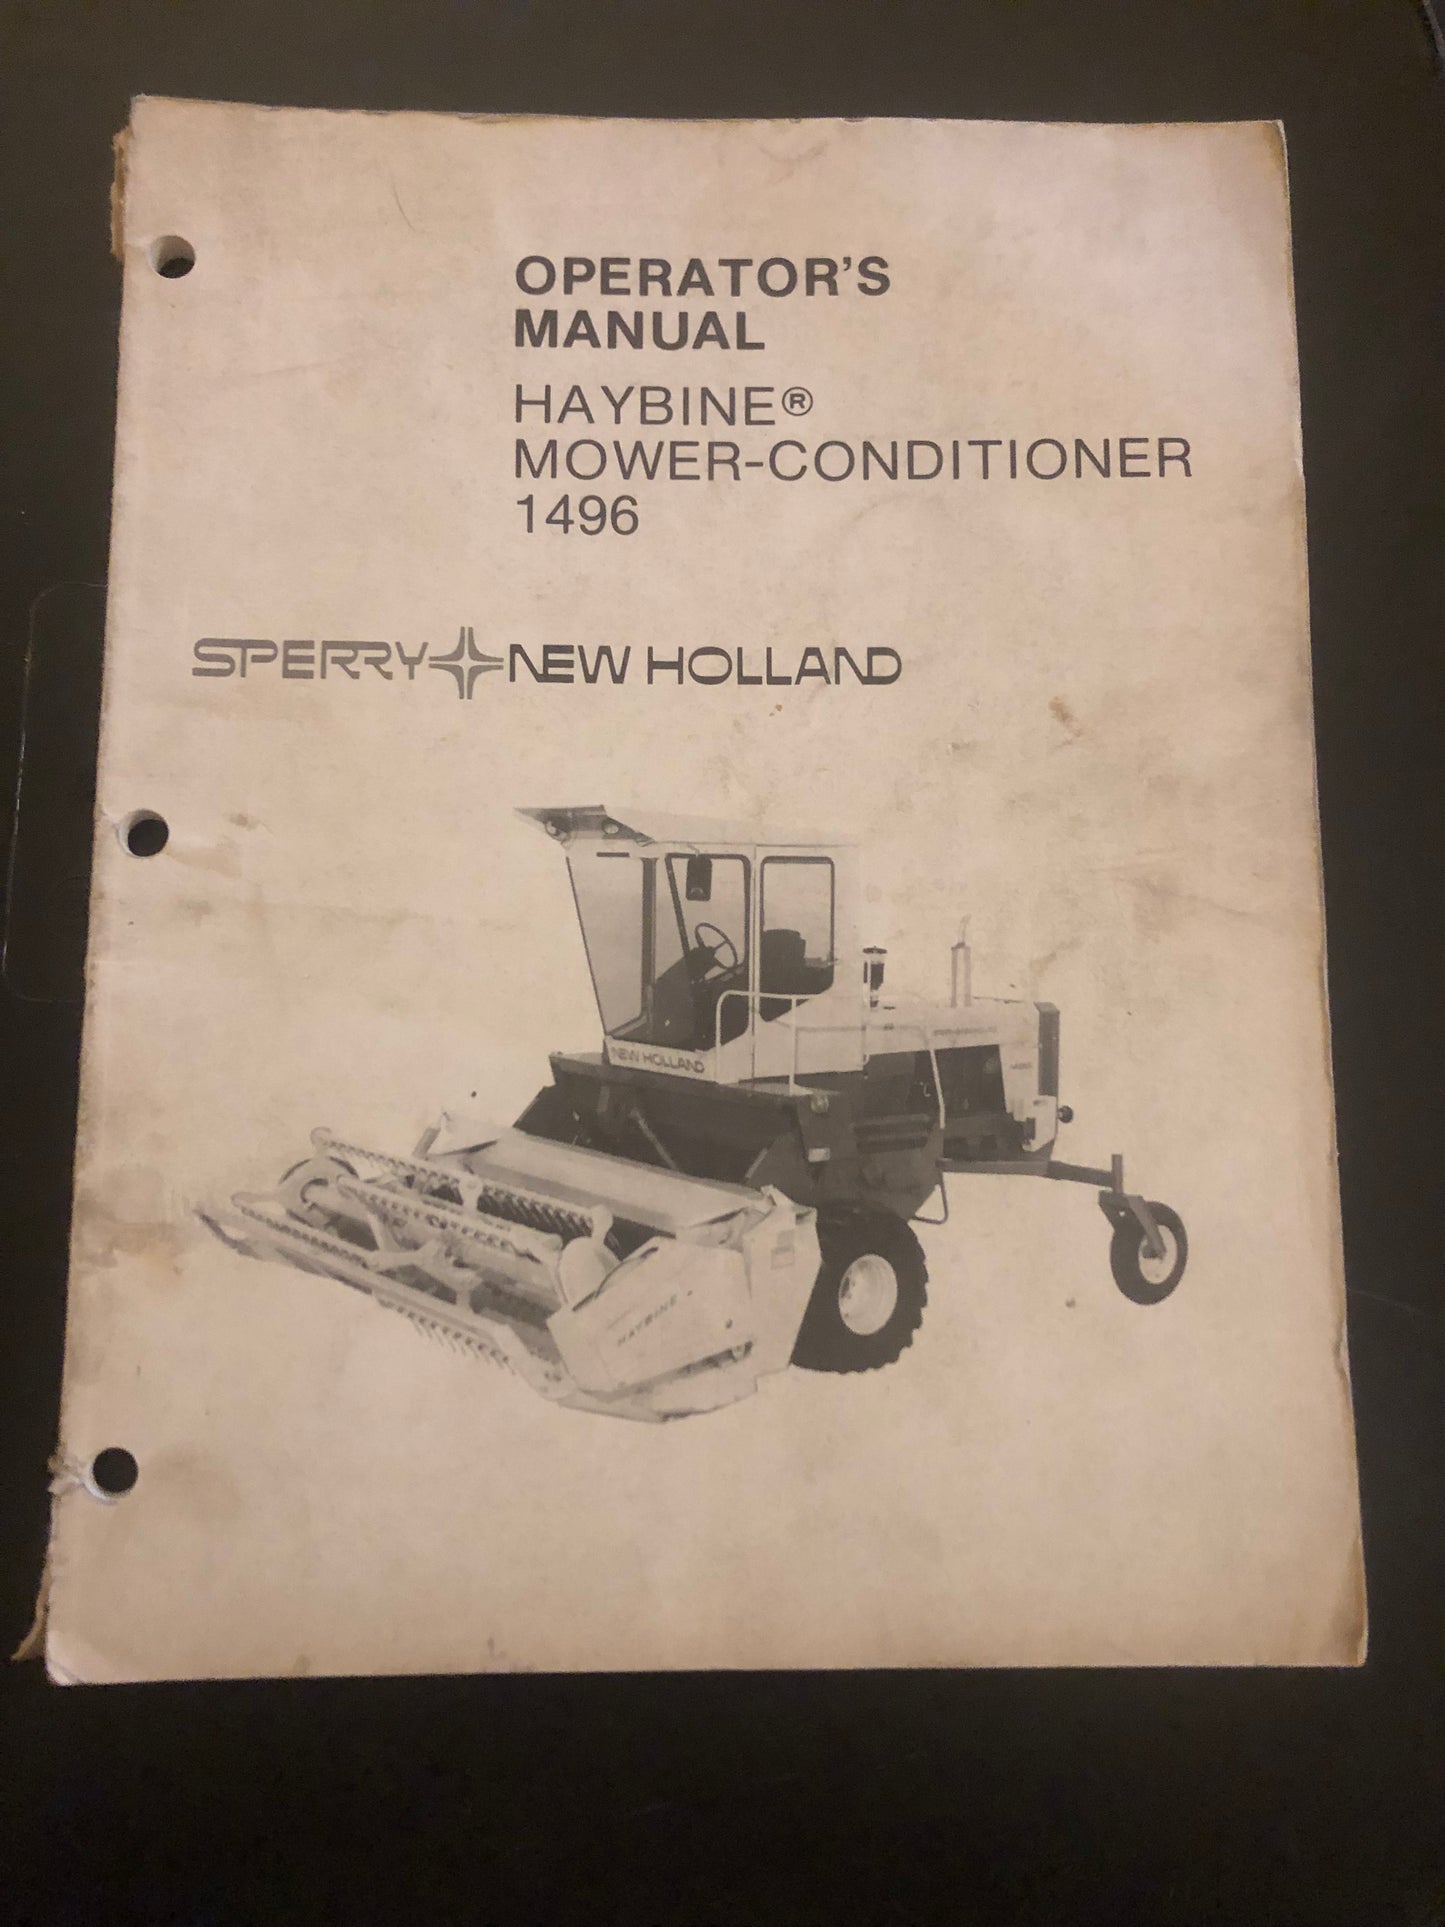 OPERATOR'S
MANUAL
HAYBINE®
MOWER-CONDITIONER
1496
SPERRY NEW HOLLAND
NEW HOLLAND
HAYBINE